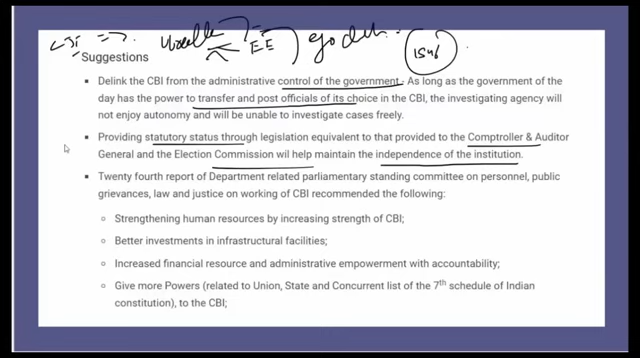 EE
Suggestions
Delink the CBI from the administrative control of the government. As long as the government of the
day has the power to transfer and post officials of its choice in the CBI, the investigating agency will
not enjoy autonomy and will be unable to investigate cases freely.
Providing statutory status through legislation equivalent to that provided to the Comptroller & Auditor
General and the Election Commission will help maintain the independence of the institution.
Twenty fourth report of Department related parliamentary standing committee on personnel, public
grievances, law and justice on working of CBI recommended the following:
Strengthening human resources by increasing strength of CBI;
Better investments in infrastructural facilities;
Increased financial resource and administrative empowerment with accountability;
Give more Powers (related to Union, State and Concurrent list of the 7th schedule of Indian
constitution), to the CBI;